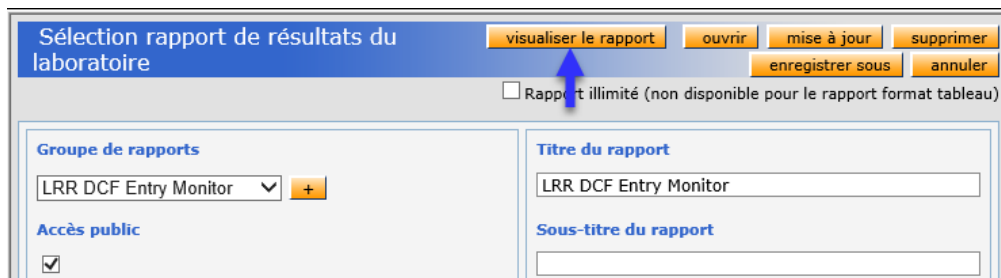 Sélection rapport de résultats du laboratoire
visualiser le rapport ouvrir mise à jour supprimer
enregistrer sous annuler
Rapport illimité (non disponible pour le rapport format tableau)
Groupe de rapports
LRR DCF Entry Monitor +
Accès public
Titre du rapport
LRR DCF Entry Monitor
Sous-titre du rapport